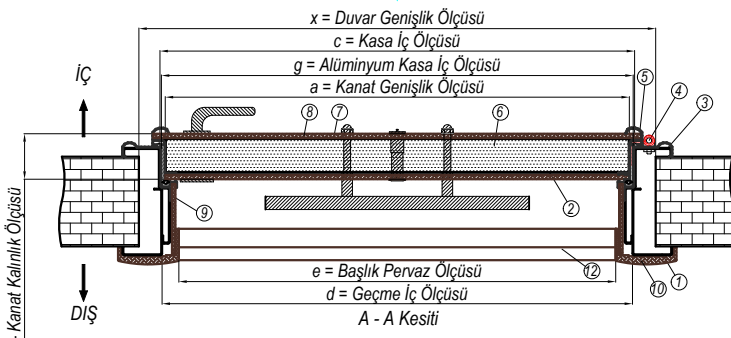 x = Duvar Genişlik Ölçüsü
c = Kasa İç Ölçüsü
g = Alüminyum Kasa İç Ölçüsü
a = Kanat Genişlik Ölçüsü
İÇ
8
7
6
5
4
3
9
2
12
10
1
e = Başlık Pervaz Ölçüsü
d = Geçme İç Ölçüsü
A - A Kesiti
DIŞ
Kanat Kalınlık Ölçüsü